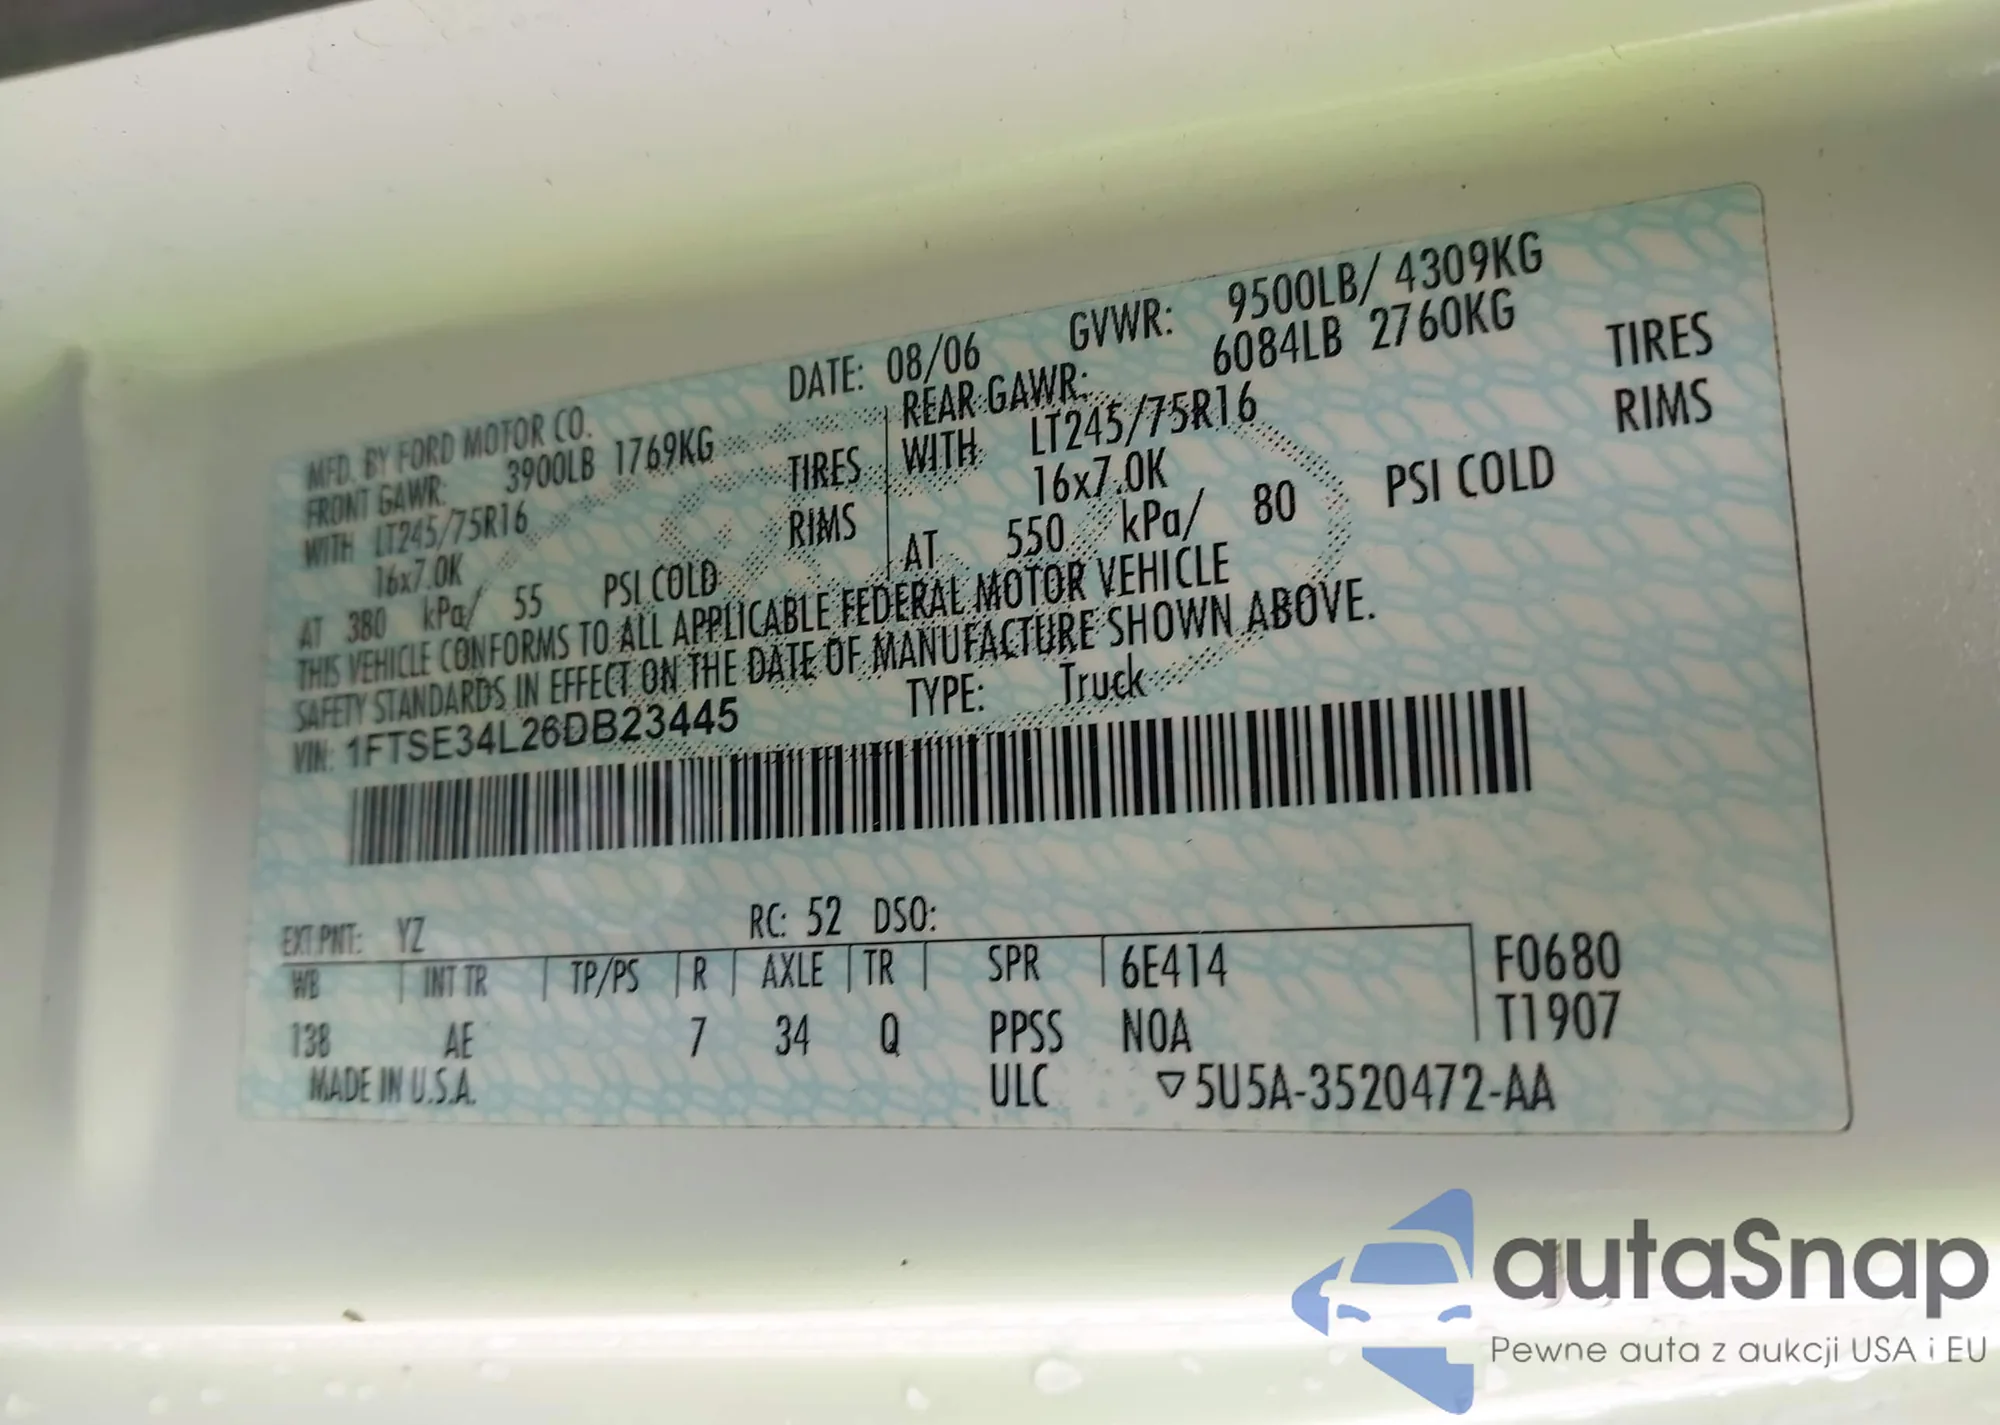 MFD. BY FORD MOTOR CO. DATE: 08/06 GVWR: 9500LB/ 4309KG
FRONT GAWR: 3900LB 1769KG REAR GAWR: 6084LB 2760KG
WITH LT245/75R16 TIRES WITH LT245/75R16 TIRES
16x7.0K RIMS 16x7.0K RIMS
AT 380 kPa/ 55 PSI COLD AT 550 kPa/ 80 PSI COLD
THIS VEHICLE CONFORMS TO ALL APPLICABLE FEDERAL MOTOR VEHICLE
SAFETY STANDARDS IN EFFECT ON THE DATE OF MANUFACTURE SHOWN ABOVE.
VIN: 1FTSE34L26DB23445 TYPE: Truck
EXT PNT: YZ RC: 52 DSO:
WB INT TR TP/PS R AXLE TR SPR 6E414 F0680
138 AE 7 34 Q PPSS NOA T1907
MADE IN U.S.A. ULC ▽5U5A-3520472-AA
autaSnap
Pewne auta z aukcji USA i EU